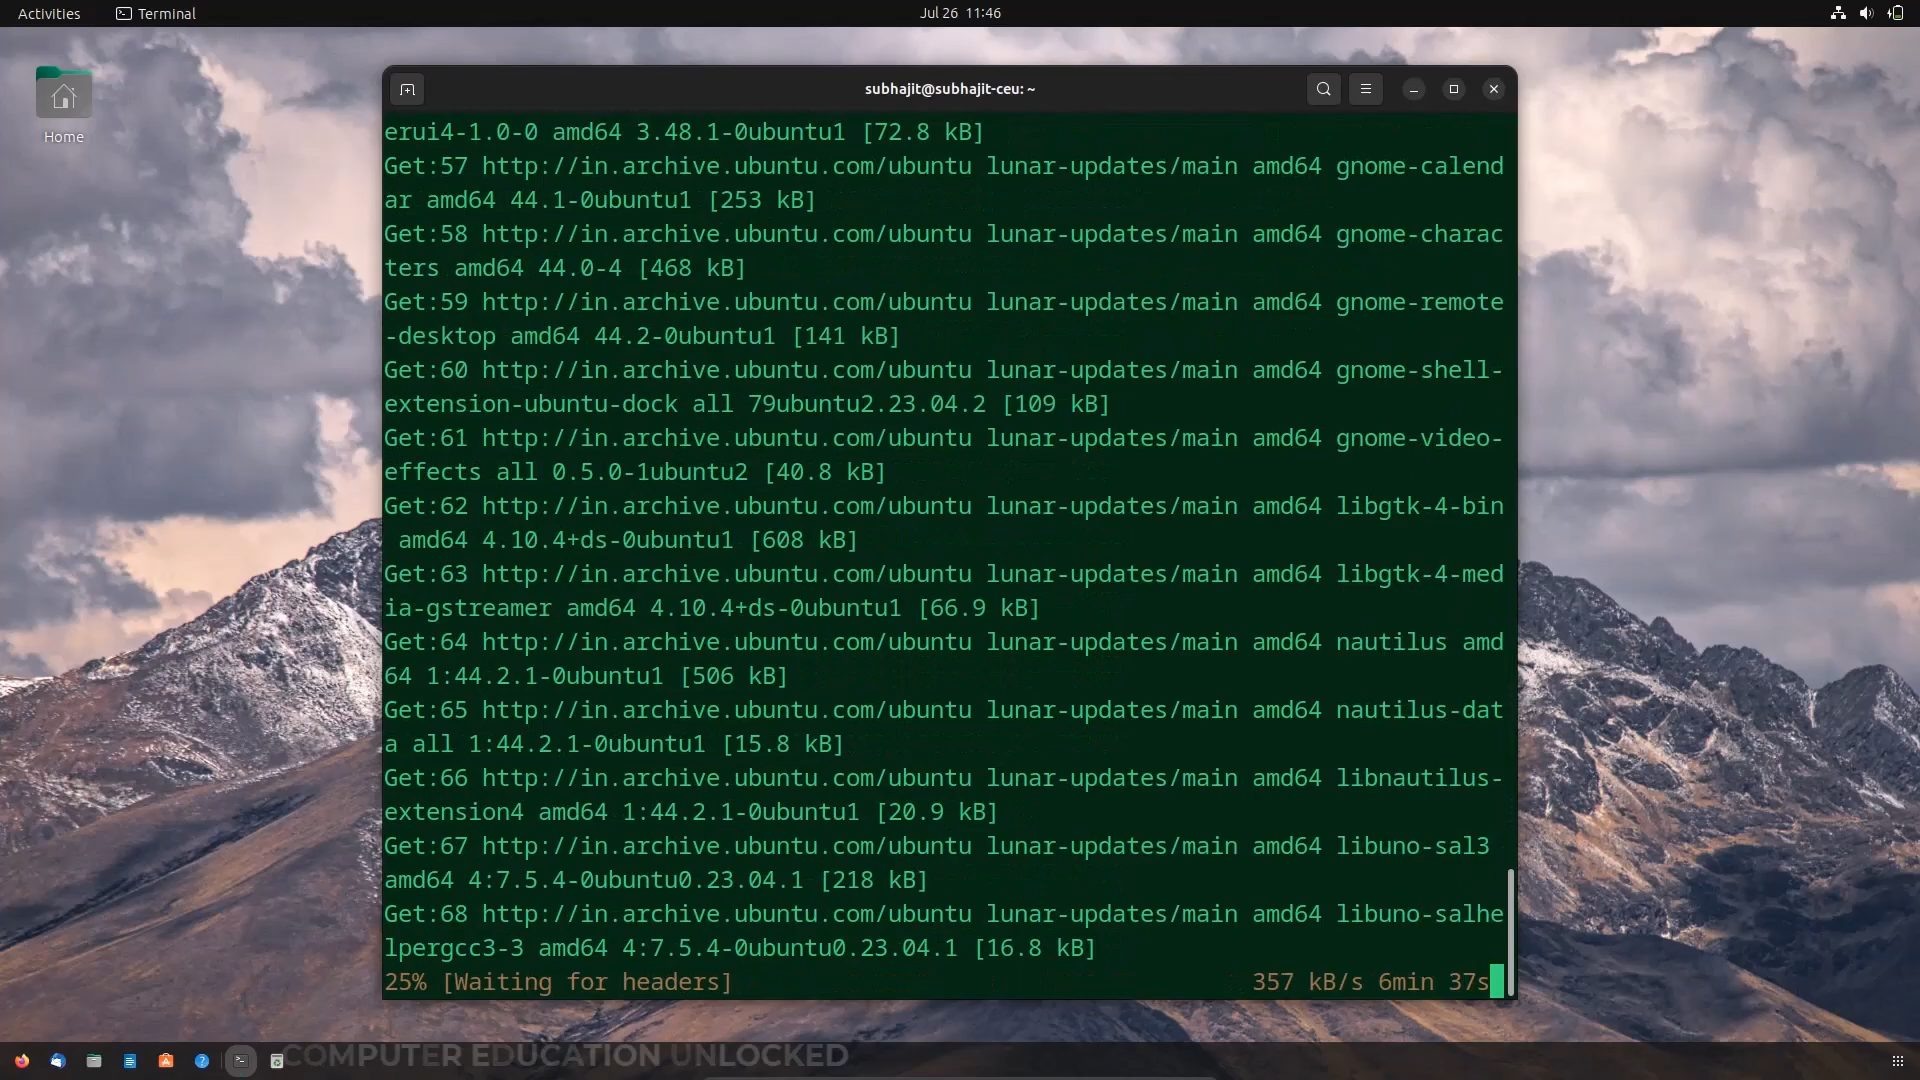 Activities
Terminal
Jul 26 11:46
Home
subhajit@subhajit-ceu: ~
erui4-1.0-0 amd64 3.48.1-0ubuntu1 [72.8 kB]
Get:57 http://in.archive.ubuntu.com/ubuntu lunar-updates/main amd64 gnome-calend
ar amd64 44.1-0ubuntu1 [253 kB]
Get:58 http://in.archive.ubuntu.com/ubuntu lunar-updates/main amd64 gnome-charac
ters amd64 44.0-4 [468 kB]
Get:59 http://in.archive.ubuntu.com/ubuntu lunar-updates/main amd64 gnome-remote
-desktop amd64 44.2-0ubuntu1 [141 kB]
Get:60 http://in.archive.ubuntu.com/ubuntu lunar-updates/main amd64 gnome-shell-
extension-ubuntu-dock all 79ubuntu2.23.04.2 [109 kB]
Get:61 http://in.archive.ubuntu.com/ubuntu lunar-updates/main amd64 gnome-video-
effects all 0.5.0-1ubuntu2 [40.8 kB]
Get:62 http://in.archive.ubuntu.com/ubuntu lunar-updates/main amd64 libgtk-4-bin
 amd64 4.10.4+ds-0ubuntu1 [608 kB]
Get:63 http://in.archive.ubuntu.com/ubuntu lunar-updates/main amd64 libgtk-4-med
ia-gstreamer amd64 4.10.4+ds-0ubuntu1 [66.9 kB]
Get:64 http://in.archive.ubuntu.com/ubuntu lunar-updates/main amd64 nautilus amd
64 1:44.2.1-0ubuntu1 [506 kB]
Get:65 http://in.archive.ubuntu.com/ubuntu lunar-updates/main amd64 nautilus-dat
a all 1:44.2.1-0ubuntu1 [15.8 kB]
Get:66 http://in.archive.ubuntu.com/ubuntu lunar-updates/main amd64 libnautilus-
extension4 amd64 1:44.2.1-0ubuntu1 [20.9 kB]
Get:67 http://in.archive.ubuntu.com/ubuntu lunar-updates/main amd64 libuno-sal3
amd64 4:7.5.4-0ubuntu0.23.04.1 [218 kB]
Get:68 http://in.archive.ubuntu.com/ubuntu lunar-updates/main amd64 libuno-salhe
lpergcc3-3 amd64 4:7.5.4-0ubuntu0.23.04.1 [16.8 kB]
25% [Waiting for headers] 357 kB/s 6min 37s
COMPUTER EDUCATION UNLOCKED